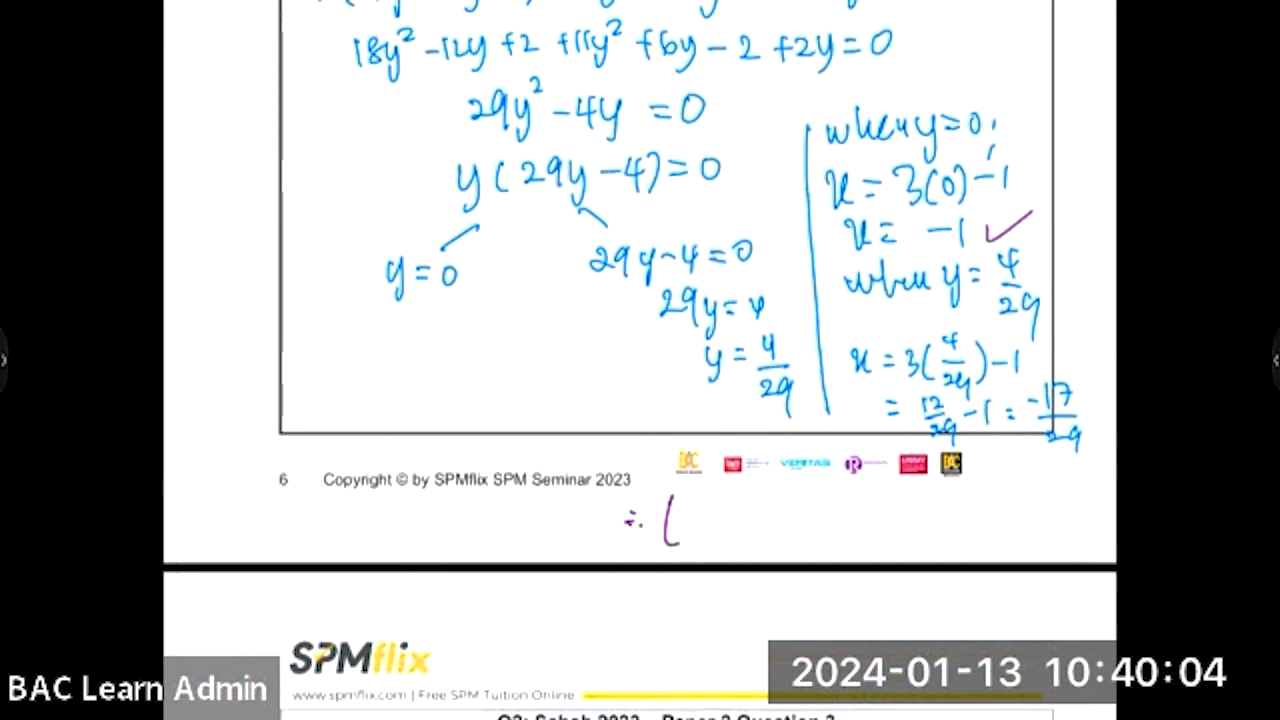 18y² -12y +2 +11y² +6y - 2 +2y = 0
29y² - 4y = 0
y ( 29y - 4) = 0
y = 0
29y - 4 = 0
29y = 4
y = 4/29
when y = 0,
x = 3(0) - 1
x = -1 ✓
when y = 4/29
x = 3(4/29) - 1
= 12/29 - 1 = -17/29
6 Copyright © by SPMflix SPM Seminar 2023
BAC VERITAS R BAC
∴ (
SPMflix
www.spmflix.com | Free SPM Tuition Online
BAC Learn Admin
2024-01-13 10:40:04